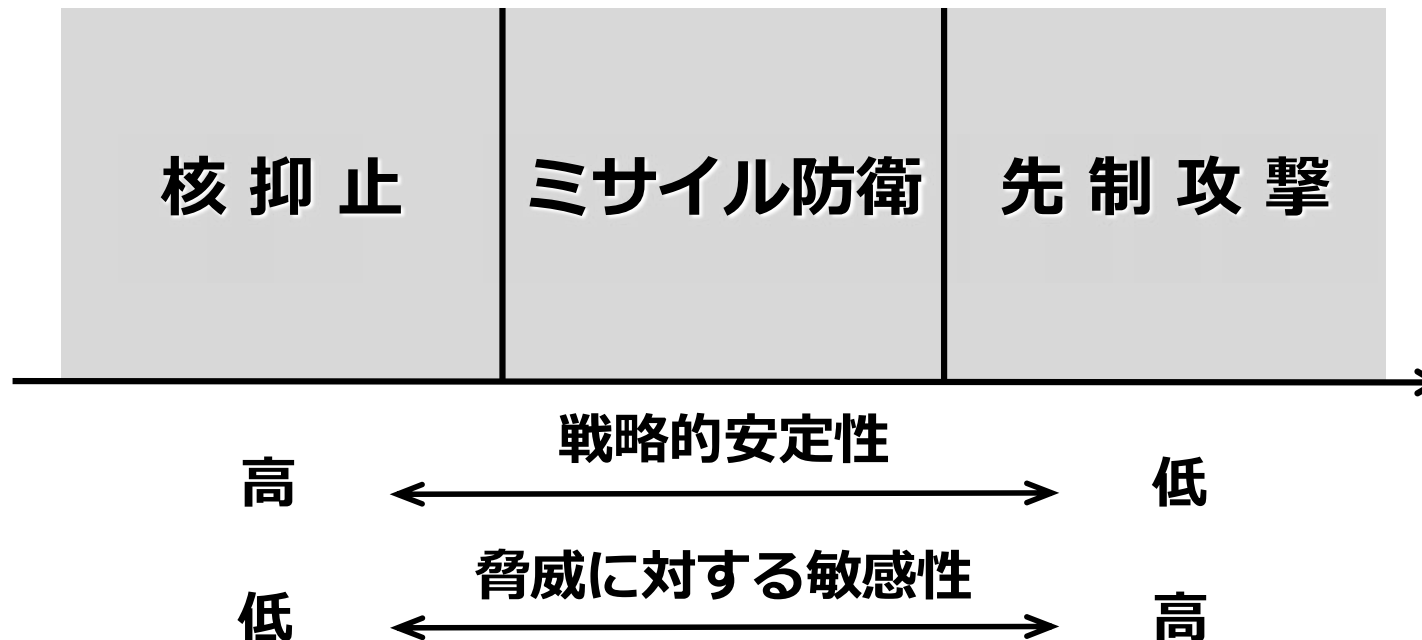 核抑止 ミサイル防衛 先制攻撃
戦略的安定性
高 低
脅威に対する敏感性
低 高